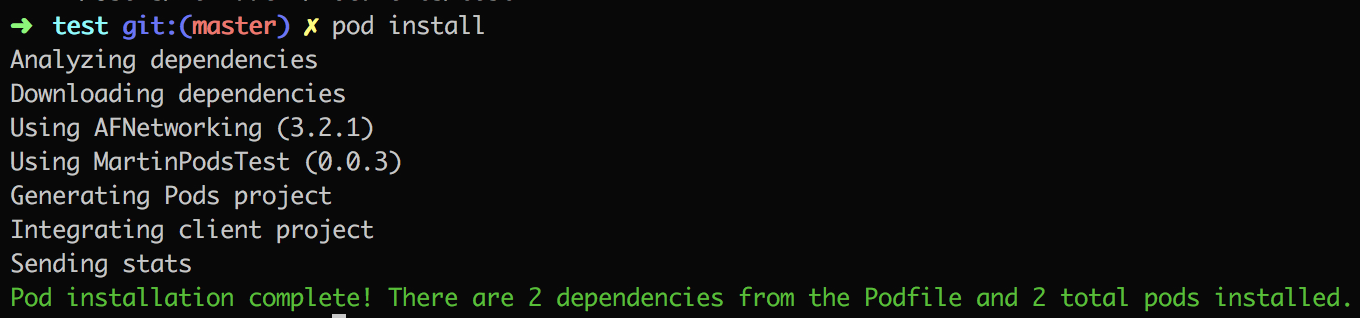 ➜ test git:(master) ✗ pod install
Analyzing dependencies
Downloading dependencies
Using AFNetworking (3.2.1)
Using MartinPodsTest (0.0.3)
Generating Pods project
Integrating client project
Sending stats
Pod installation complete! There are 2 dependencies from the Podfile and 2 total pods installed.